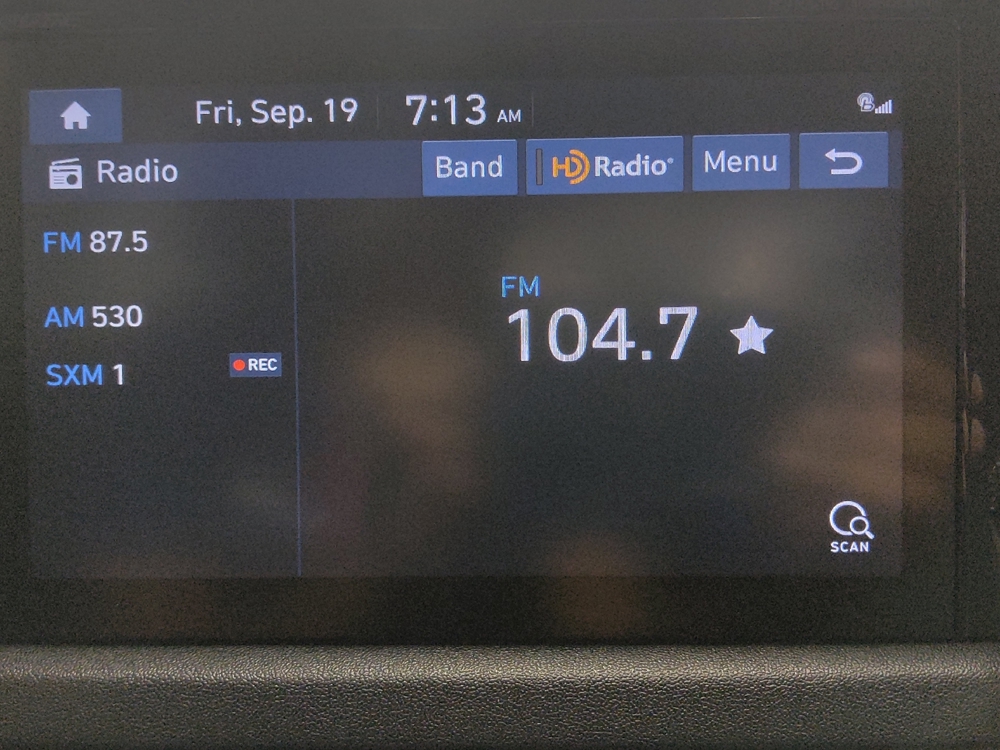 Fri, Sep. 19 7:13 AM
Radio Band HD Radio® Menu
FM 87.5
AM 530
SXM 1 REC
FM
104.7
SCAN